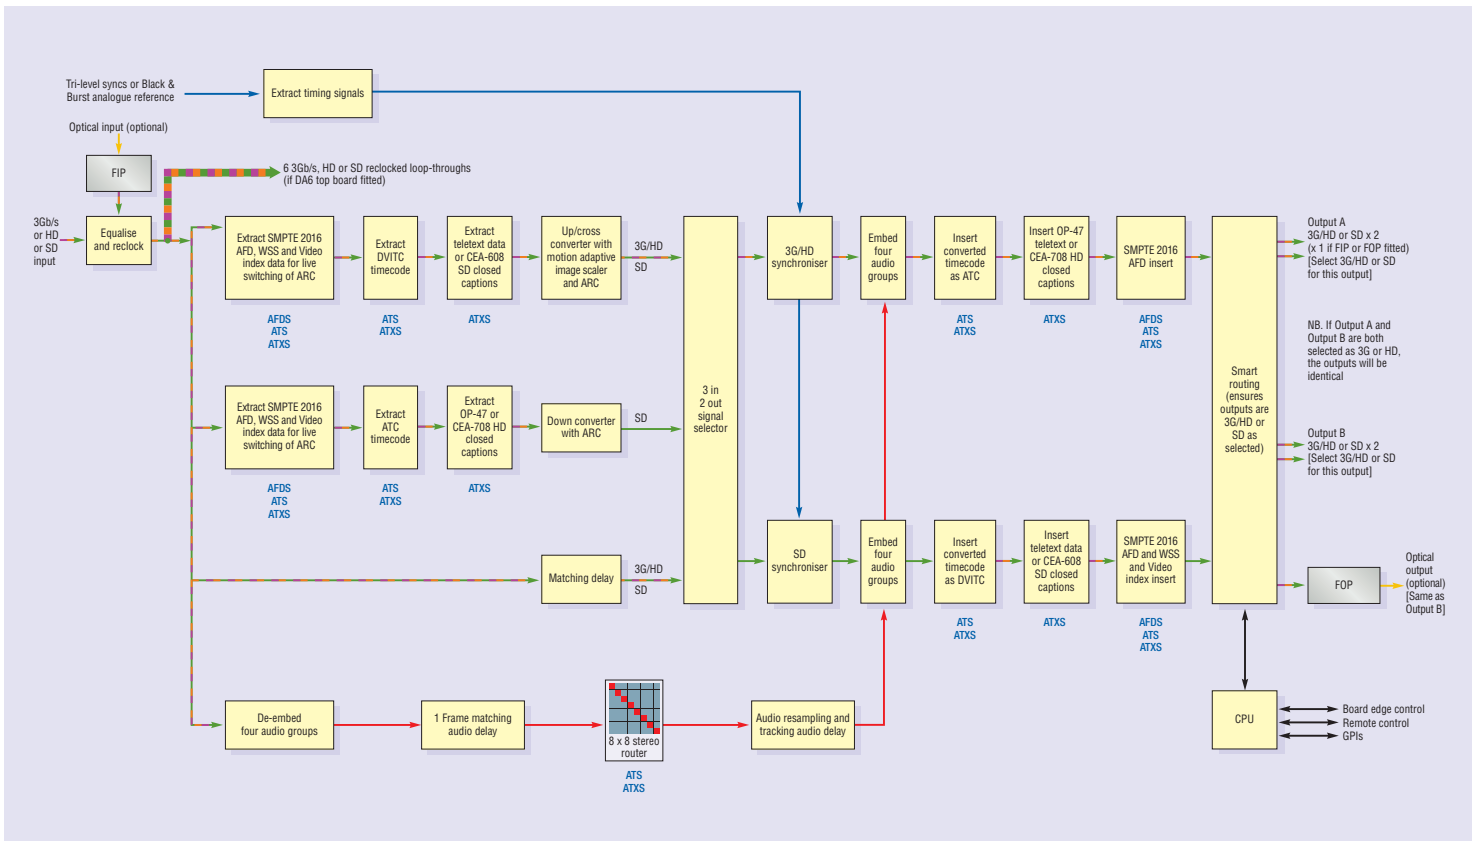 Tri-level syncs or Black &
Burst analogue reference
Extract timing signals
Optical input (optional)
FIP
6 3Gb/s, HD or SD reclocked loop-throughs
(if DA6 top board fitted)
3Gb/s
or HD
or SD
input
Equalise
and reclock
Extract SMPTE 2016
AFD, WSS and Video
index data for live
switching of ARC
AFDS
ATS
ATXS
Extract
DVITC
timecode
ATS
ATXS
Extract
teletext data
or CEA-608
SD closed
captions
ATXS
Up/cross
converter with
motion adaptive
image scaler
and ARC
3G/HD
SD
3 in
2 out
signal
selector
3G/HD
synchroniser
Embed
four
audio
groups
Insert
converted
timecode
as ATC
ATS
ATXS
Insert OP-47
teletext or
CEA-708 HD
closed
captions
ATXS
SMPTE 2016
AFD insert
AFDS
ATS
ATXS
Smart
routing
(ensures
outputs are
3G/HD or
SD as
selected)
Output A
3G/HD or SD x 2
(x 1 if FIP or FOP fitted)
[Select 3G/HD or SD
for this output]
NB. If Output A and
Output B are both
selected as 3G or HD,
the outputs will be
identical
Output B
3G/HD or SD x 2
[Select 3G/HD or SD
for this output]
Extract SMPTE 2016
AFD, WSS and Video
index data for live
switching of ARC
AFDS
ATS
ATXS
Extract
ATC
timecode
ATS
ATXS
Extract
OP-47 or
CEA-708 HD
closed
captions
ATXS
Down converter
with ARC
SD
Matching delay
3G/HD
SD
SD
synchroniser
Embed
four
audio
groups
Insert
converted
timecode
as DVITC
ATS
ATXS
Insert
teletext data
or CEA-608
SD closed
captions
ATXS
SMPTE 2016
AFD and WSS
and Video
index insert
AFDS
ATS
ATXS
FOP
Optical
output
(optional)
[Same as
Output B]
De-embed
four audio groups
1 Frame matching
audio delay
8 x 8 stereo
router
ATS
ATXS
Audio resampling and
tracking audio delay
CPU
Board edge control
Remote control
GPIs